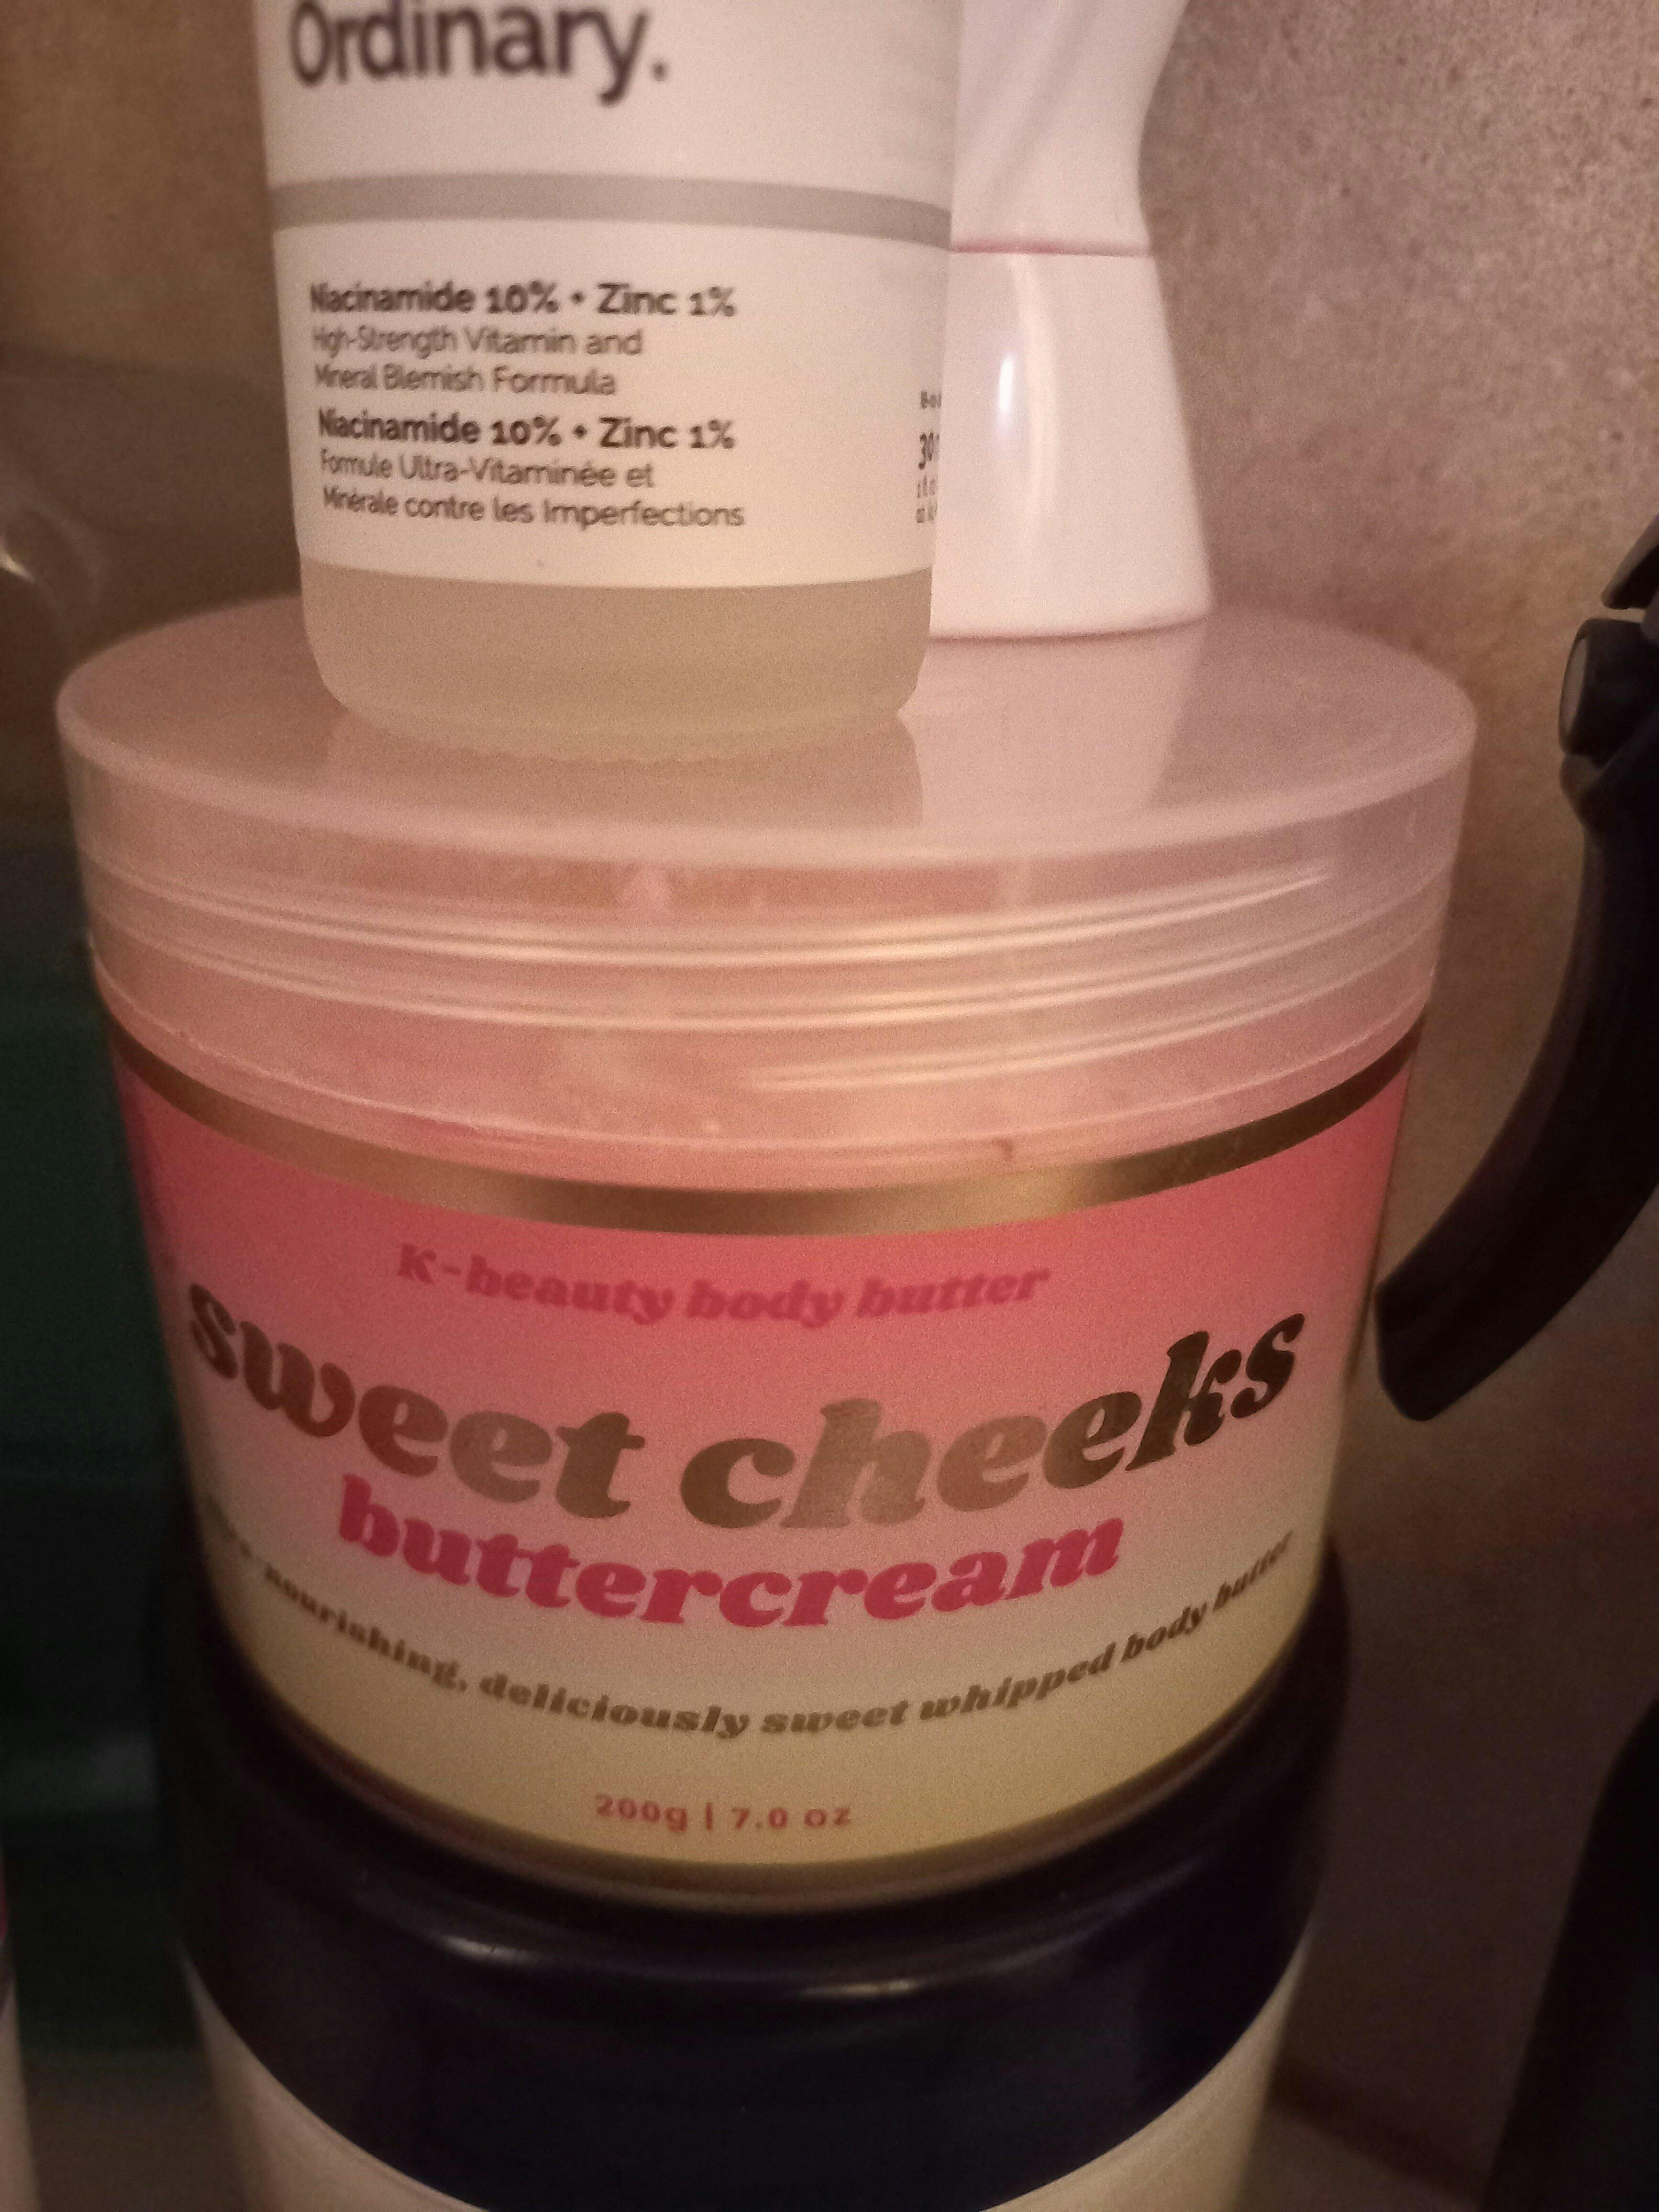 Ordinary.
Niacinamide 10% + Zinc 1%
High-Strength Vitamin and
Mineral Blemish Formula
Niacinamide 10% + Zinc 1%
Formule Ultra-Vitaminée et
Minérale contre les Imperfections
30
K-beauty body butter
sweet cheeks
buttercream
nourishing, deliciously sweet whipped body butter
200g | 7.0 oz